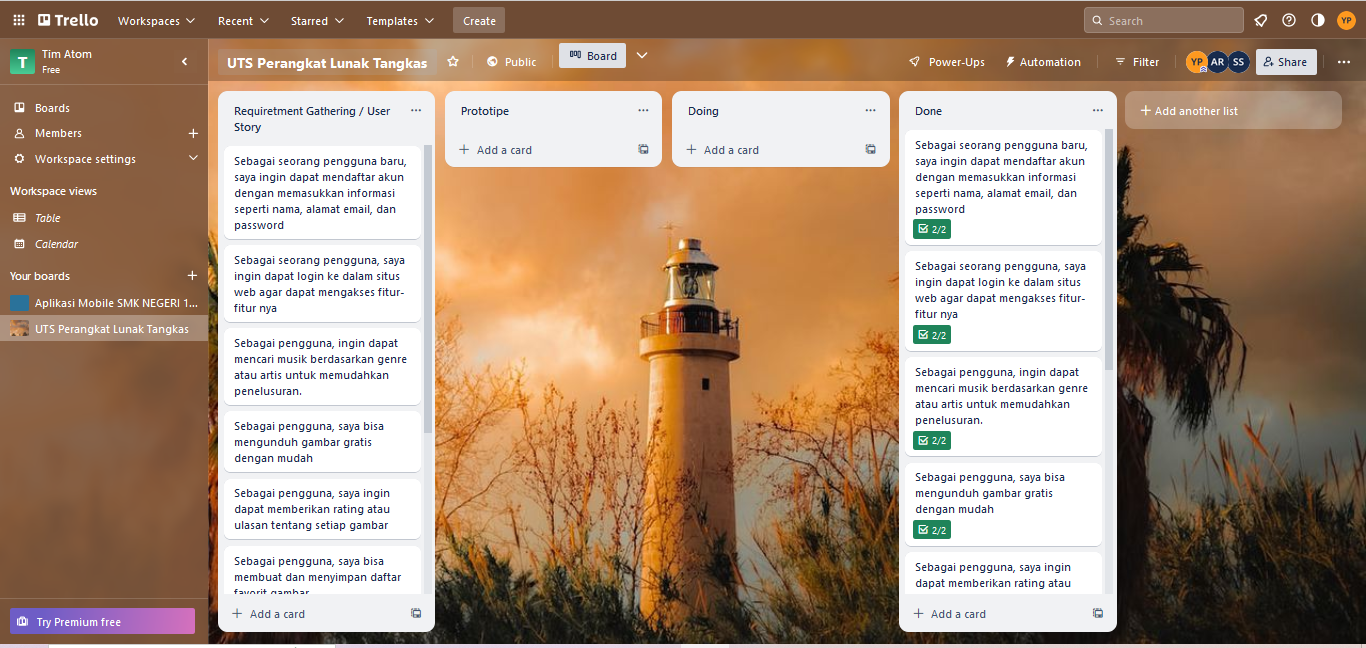 Trello
Workspaces
Recent
Starred
Templates
Create
Search
YP
T
Tim Atom
Free
UTS Perangkat Lunak Tangkas
Public
Board
Power-Ups
Automation
Filter
YP
AR
SS
Share
Boards
Members
Workspace settings
Workspace views
Table
Calendar
Your boards
Aplikasi Mobile SMK NEGERI 1...
UTS Perangkat Lunak Tangkas
Try Premium free
Requiretment Gathering / User
Story
Sebagai seorang pengguna baru,
saya ingin dapat mendaftar akun
dengan memasukkan informasi
seperti nama, alamat email, dan
password
Sebagai seorang pengguna, saya
ingin dapat login ke dalam situs
web agar dapat mengakses fitur-
fitur nya
Sebagai pengguna, ingin dapat
mencari musik berdasarkan genre
atau artis untuk memudahkan
penelusuran.
Sebagai pengguna, saya bisa
mengunduh gambar gratis
dengan mudah
Sebagai pengguna, saya ingin
dapat memberikan rating atau
ulasan tentang setiap gambar
Sebagai pengguna, saya bisa
membuat dan menyimpan daftar
favorit gambar
+ Add a card
Prototipe
+ Add a card
Doing
+ Add a card
Done
Sebagai seorang pengguna baru,
saya ingin dapat mendaftar akun
dengan memasukkan informasi
seperti nama, alamat email, dan
password
2/2
Sebagai seorang pengguna, saya
ingin dapat login ke dalam situs
web agar dapat mengakses fitur-
fitur nya
2/2
Sebagai pengguna, ingin dapat
mencari musik berdasarkan genre
atau artis untuk memudahkan
penelusuran.
2/2
Sebagai pengguna, saya bisa
mengunduh gambar gratis
dengan mudah
2/2
Sebagai pengguna, saya ingin
dapat memberikan rating atau
+ Add a card
+ Add another list